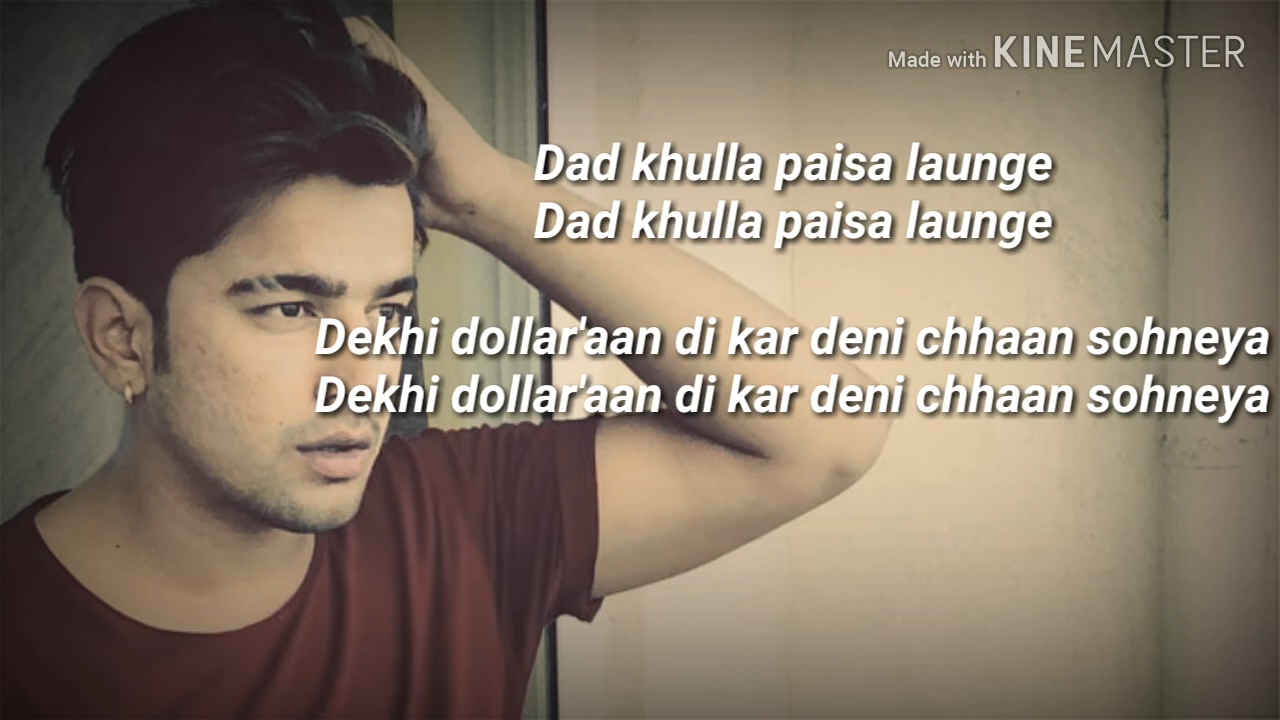 Made with KINEMASTER
Dad khulla paisa launge
Dad khulla paisa launge
Dekhi dollar'aan di kar deni chhaan sohneya
Dekhi dollar'aan di kar deni chhaan sohneya